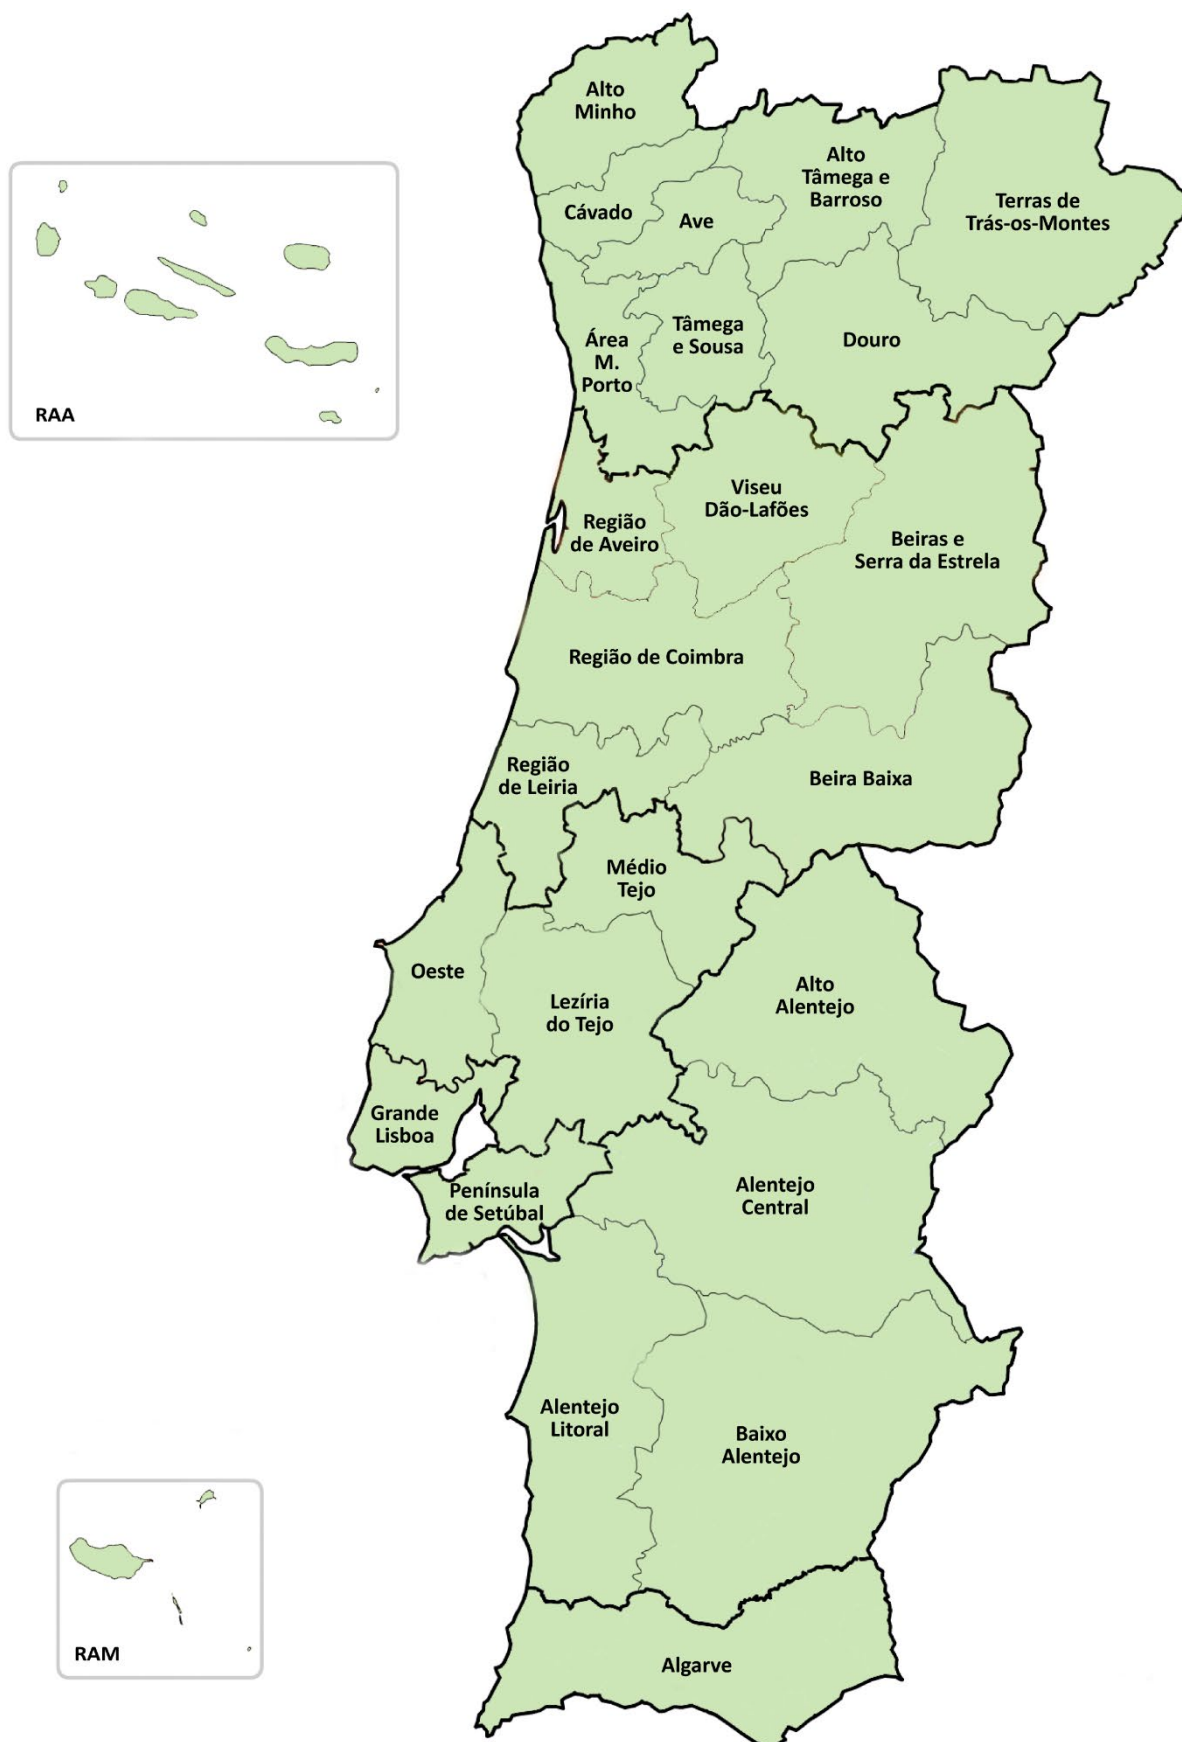 Alto
Minho
Alto
Tâmega e
Barroso
Terras de
Trás-os-Montes
Cávado
Ave
Área
M.
Porto
Tâmega
e Sousa
Douro
RAA
Viseu
Dão-Lafões
Região
de Aveiro
Beiras e
Serra da Estrela
Região de Coimbra
Região
de Leiria
Beira Baixa
Médio
Tejo
Oeste
Lezíria
do Tejo
Alto
Alentejo
Grande
Lisboa
Península
de Setúbal
Alentejo
Central
Alentejo
Litoral
Baixo
Alentejo
RAM
Algarve